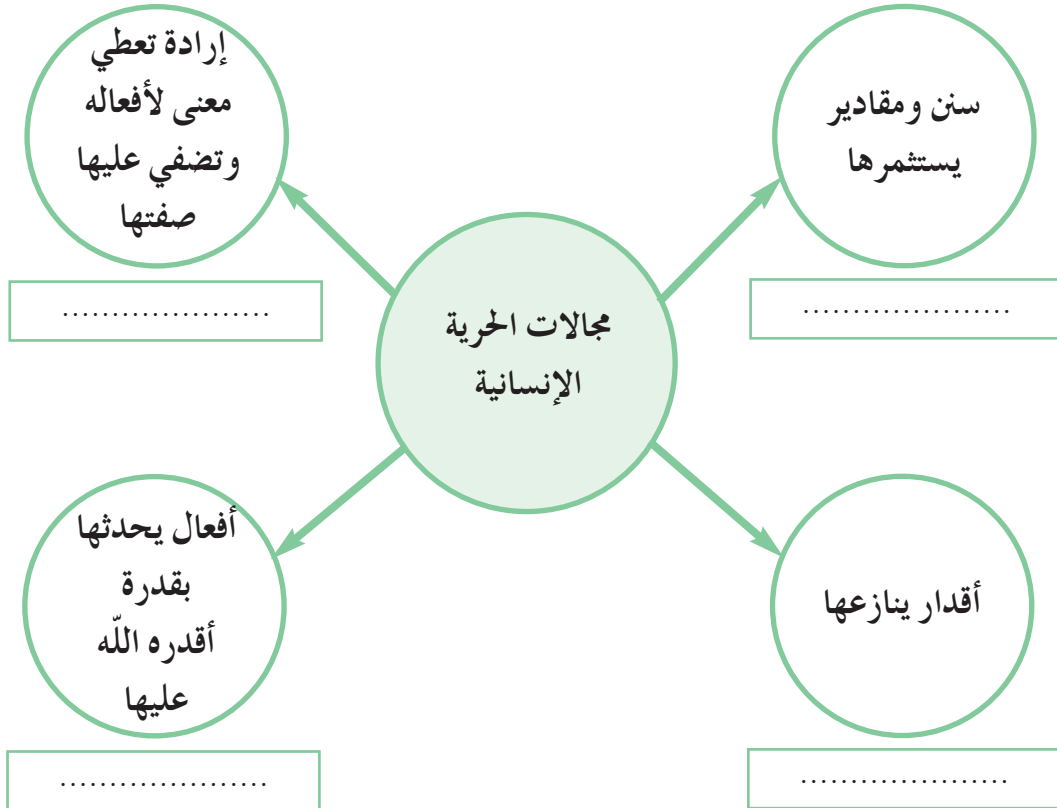 سنن ومقادير
يستثمرها
.....................
إرادة تعطي
معنى لأفعاله
وتضفي عليها
صفتها
.....................
مجالات الحرية
الإنسانية
أقدار ينازعها
.....................
أفعال يحدثها
بقدرة
أقدره اللّه
عليها
.....................